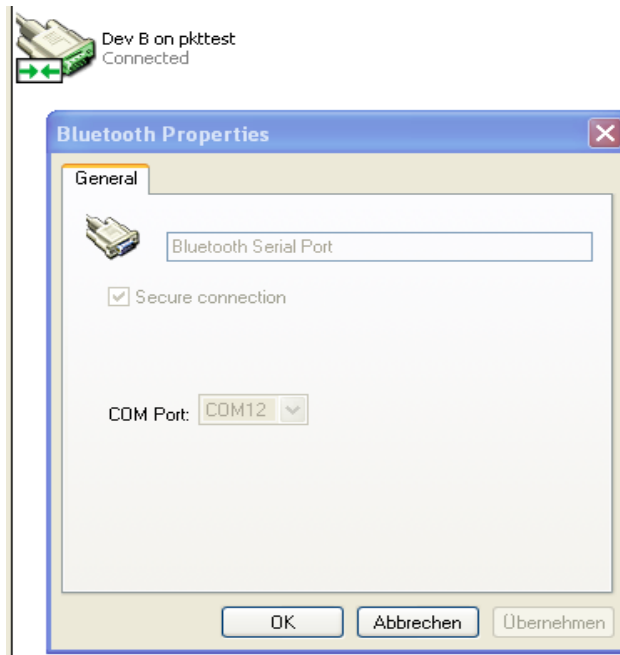 Dev B on pkttest
Connected
Bluetooth Properties
General
Bluetooth Serial Port
Secure connection
COM Port: COM12
OK Abbrechen Übernehmen